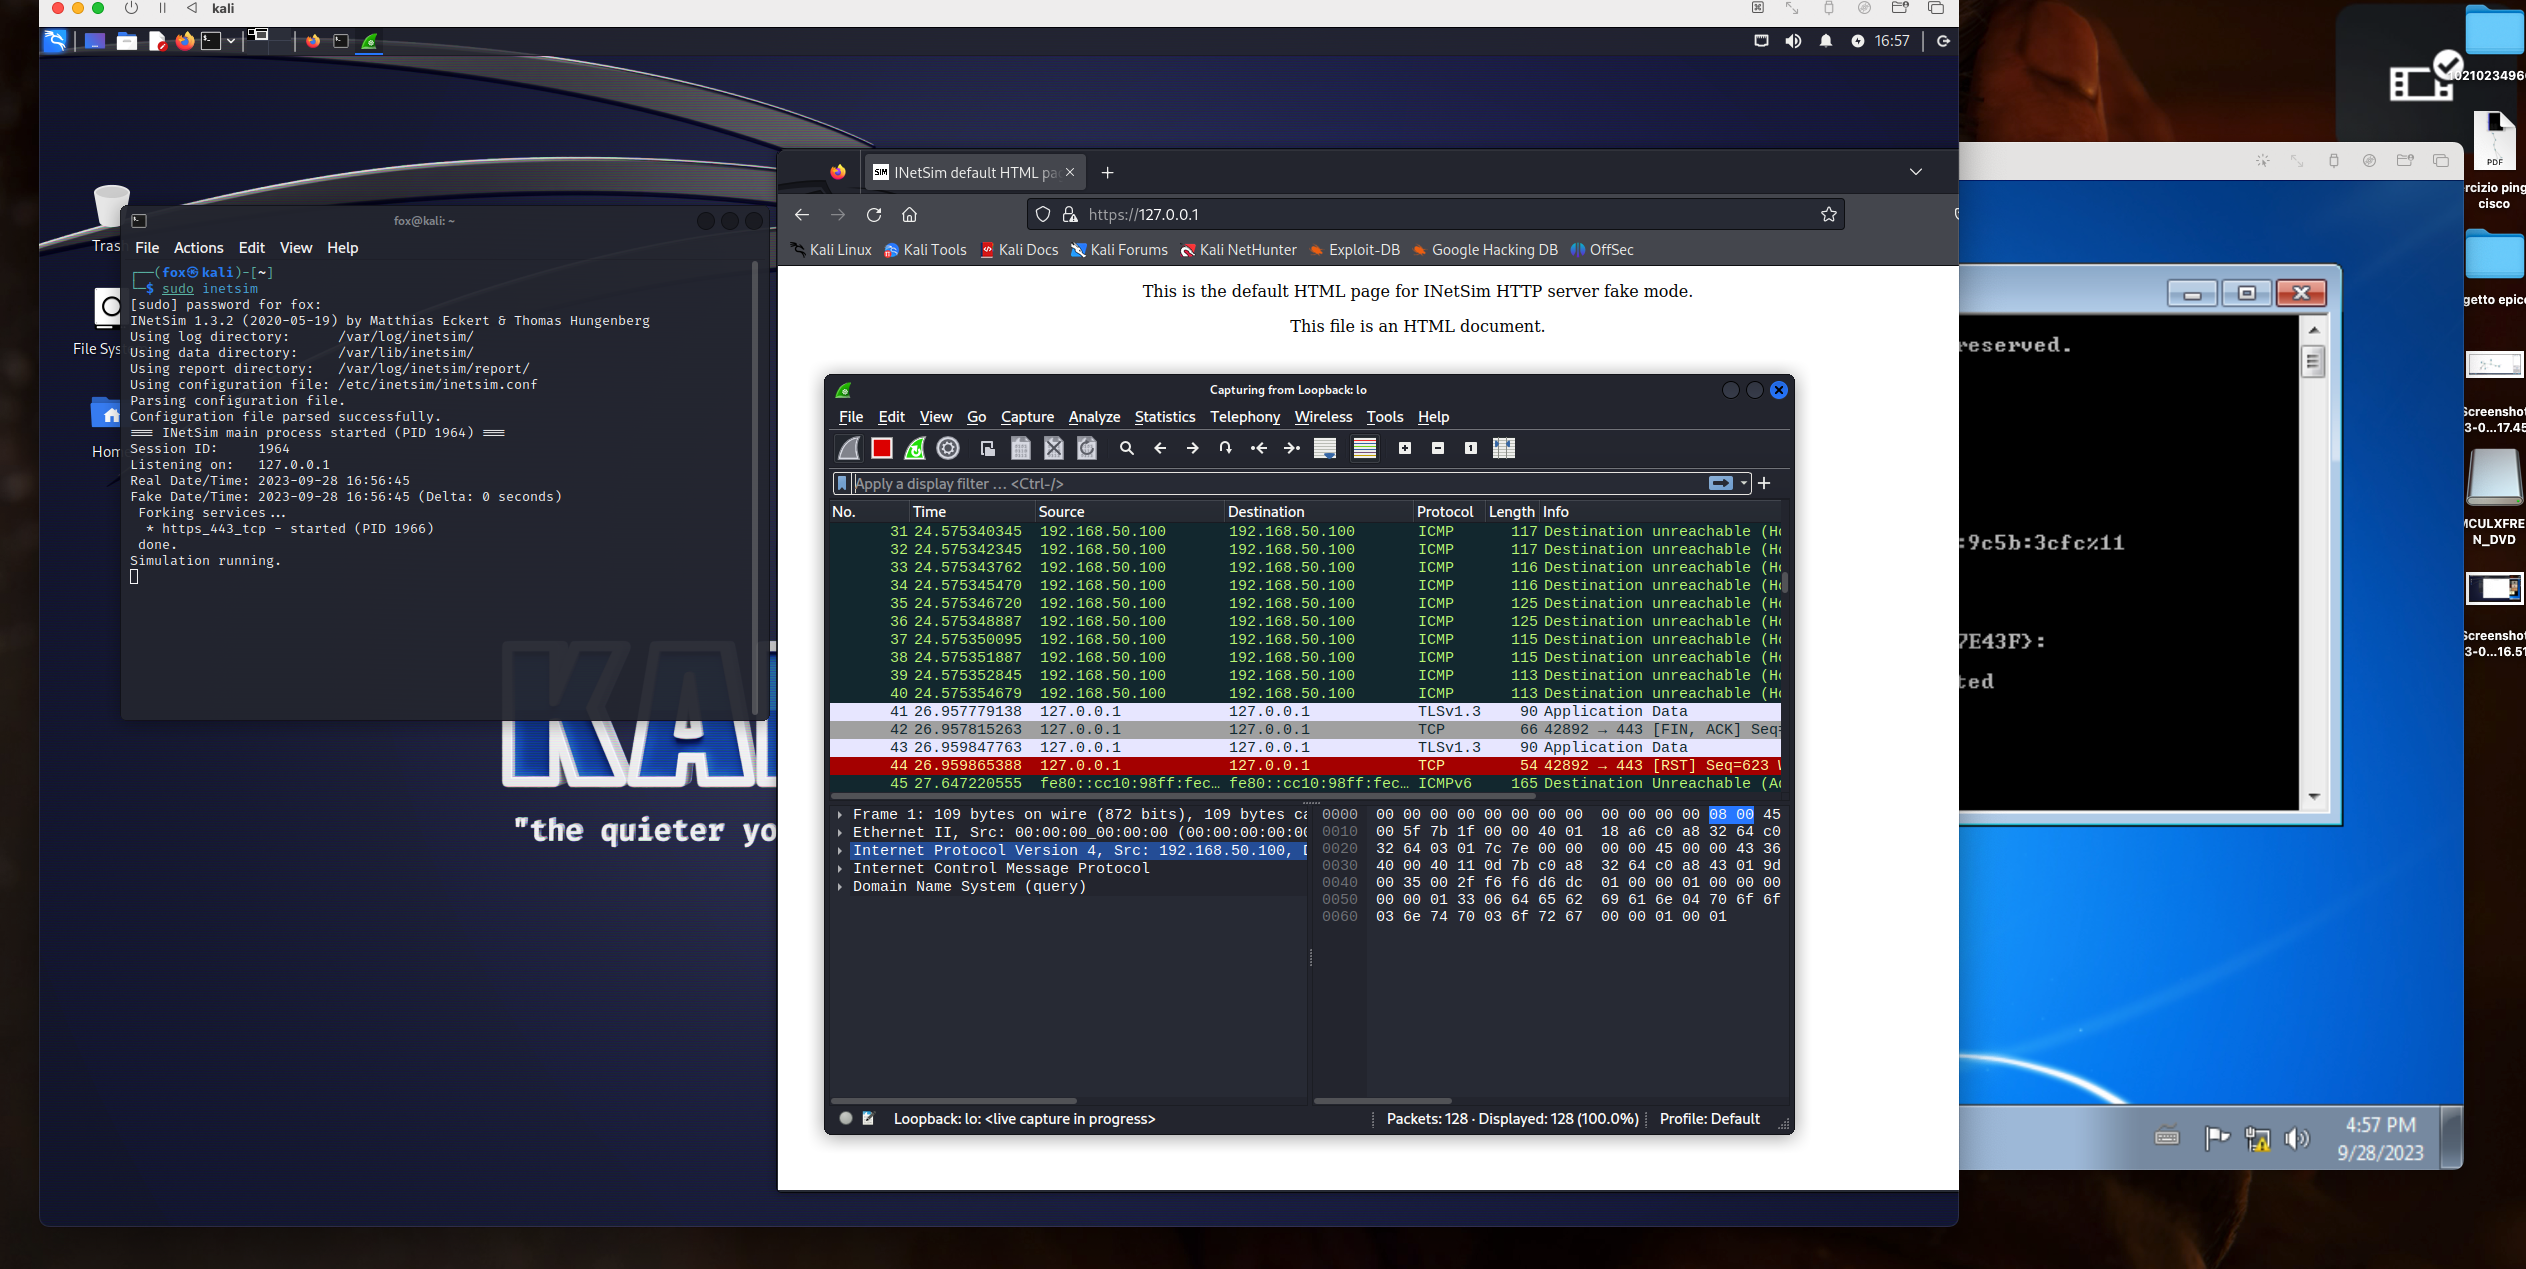 kali
16:57
Tras
File Sys
Hom
fox@kali: ~
File Actions Edit View Help
┌──(fox㉿kali)-[~]
└─$ sudo inetsim
[sudo] password for fox:
INetSim 1.3.2 (2020-05-19) by Matthias Eckert & Thomas Hungenberg
Using log directory: /var/log/inetsim/
Using data directory: /var/lib/inetsim/
Using report directory: /var/log/inetsim/report/
Using configuration file: /etc/inetsim/inetsim.conf
Parsing configuration file.
Configuration file parsed successfully.
=== INetSim main process started (PID 1964) ===
Session ID: 1964
Listening on: 127.0.0.1
Real Date/Time: 2023-09-28 16:56:45
Fake Date/Time: 2023-09-28 16:56:45 (Delta: 0 seconds)
Forking services...
* https_443_tcp - started (PID 1966)
done.
Simulation running.
KA
"the quieter yo
SIM INetSim default HTML pa
https://127.0.0.1
Kali Linux Kali Tools Kali Docs Kali Forums Kali NetHunter Exploit-DB Google Hacking DB OffSec
This is the default HTML page for INetSim HTTP server fake mode.
This file is an HTML document.
Capturing from Loopback: lo
File Edit View Go Capture Analyze Statistics Telephony Wireless Tools Help
Apply a display filter ... <Ctrl-/>
No. Time Source Destination Protocol Length Info
31 24.575340345 192.168.50.100 192.168.50.100 ICMP 117 Destination unreachable (Ho
32 24.575342345 192.168.50.100 192.168.50.100 ICMP 117 Destination unreachable (Ho
33 24.575343762 192.168.50.100 192.168.50.100 ICMP 116 Destination unreachable (Ho
34 24.575345470 192.168.50.100 192.168.50.100 ICMP 116 Destination unreachable (Ho
35 24.575346720 192.168.50.100 192.168.50.100 ICMP 125 Destination unreachable (Ho
36 24.575348887 192.168.50.100 192.168.50.100 ICMP 125 Destination unreachable (Ho
37 24.575350095 192.168.50.100 192.168.50.100 ICMP 115 Destination unreachable (Ho
38 24.575351887 192.168.50.100 192.168.50.100 ICMP 115 Destination unreachable (Ho
39 24.575352845 192.168.50.100 192.168.50.100 ICMP 113 Destination unreachable (Ho
40 24.575354679 192.168.50.100 192.168.50.100 ICMP 113 Destination unreachable (Ho
41 26.957779138 127.0.0.1 127.0.0.1 TLSv1.3 90 Application Data
42 26.957815263 127.0.0.1 127.0.0.1 TCP 66 42892 → 443 [FIN, ACK] Seq=
43 26.959847763 127.0.0.1 127.0.0.1 TLSv1.3 90 Application Data
44 26.959865388 127.0.0.1 127.0.0.1 TCP 54 42892 → 443 [RST] Seq=623 W
45 27.647220555 fe80::cc10:98ff:fec… fe80::cc10:98ff:fec… ICMPv6 165 Destination Unreachable (Ad
Frame 1: 109 bytes on wire (872 bits), 109 bytes ca
Ethernet II, Src: 00:00:00_00:00:00 (00:00:00:00:00
Internet Protocol Version 4, Src: 192.168.50.100, D
Internet Control Message Protocol
Domain Name System (query)
0000 00 00 00 00 00 00 00 00 00 00 00 00 08 00 45
0010 00 5f 7b 1f 00 00 40 01 18 a6 c0 a8 32 64 c0
0020 32 64 03 01 7c 7e 00 00 00 00 45 00 00 43 36
0030 40 00 40 11 0d 7b c0 a8 32 64 c0 a8 43 01 9d
0040 00 35 00 2f f6 f6 d6 dc 01 00 00 01 00 00 00
0050 00 00 01 33 06 64 65 62 69 61 6e 04 70 6f 6f
0060 03 6e 74 70 03 6f 72 67 00 00 01 00 01
Loopback: lo: <live capture in progress>
Packets: 128 · Displayed: 128 (100.0%)
Profile: Default
reserved.
:9c5b:3cfc%11
7E43F}:
ted
4:57 PM
9/28/2023
1021023496
PDF
rcizio ping
cisco
getto epico
Screenshot
3-0...17.45
MCULXFRE
N_DVD
Screenshot
3-0...16.51